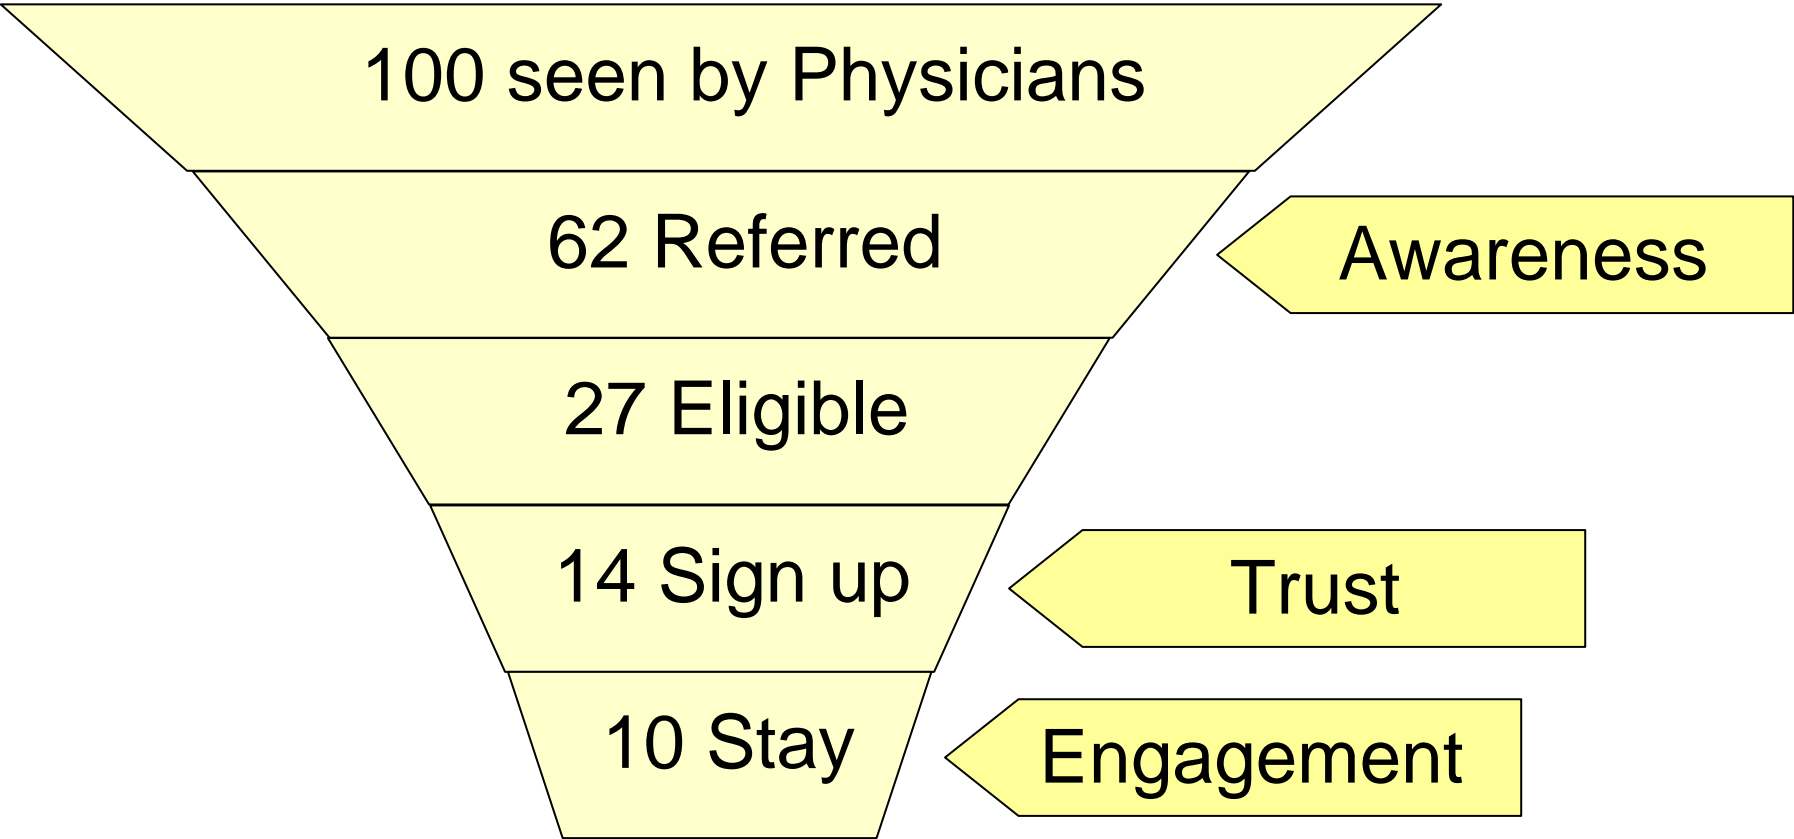 100 seen by Physicians
62 Referred
Awareness
27 Eligible
14 Sign up
Trust
10 Stay
Engagement